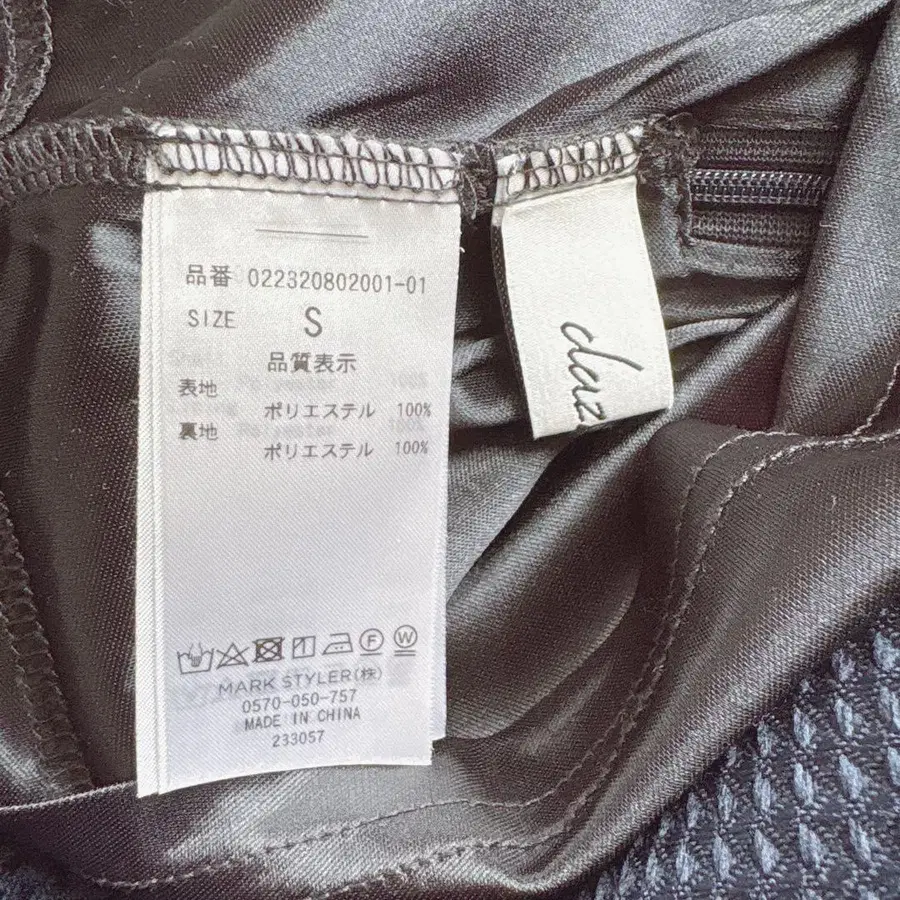 品番 022320802001-01
SIZE S
品質表示
表地
ポリエステル 100%
裏地
ポリエステル 100%
MARK STYLER(株)
0570-050-757
MADE IN CHINA
233057
daz